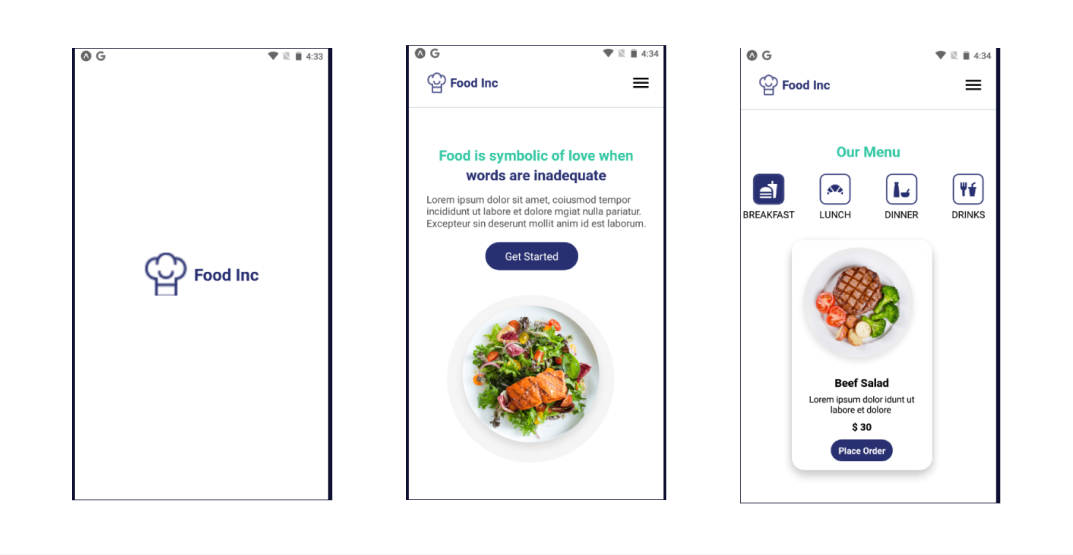 4:33
Food Inc
4:34
Food Inc
Food is symbolic of love when
words are inadequate
Lorem ipsum dolor sit amet, coiusmod tempor
incididunt ut labore et dolore mgiat nulla pariatur.
Excepteur sin deserunt mollit anim id est laborum.
Get Started
4:34
Food Inc
Our Menu
BREAKFAST
LUNCH
DINNER
DRINKS
Beef Salad
Lorem ipsum dolor idunt ut
labore et dolore
$ 30
Place Order